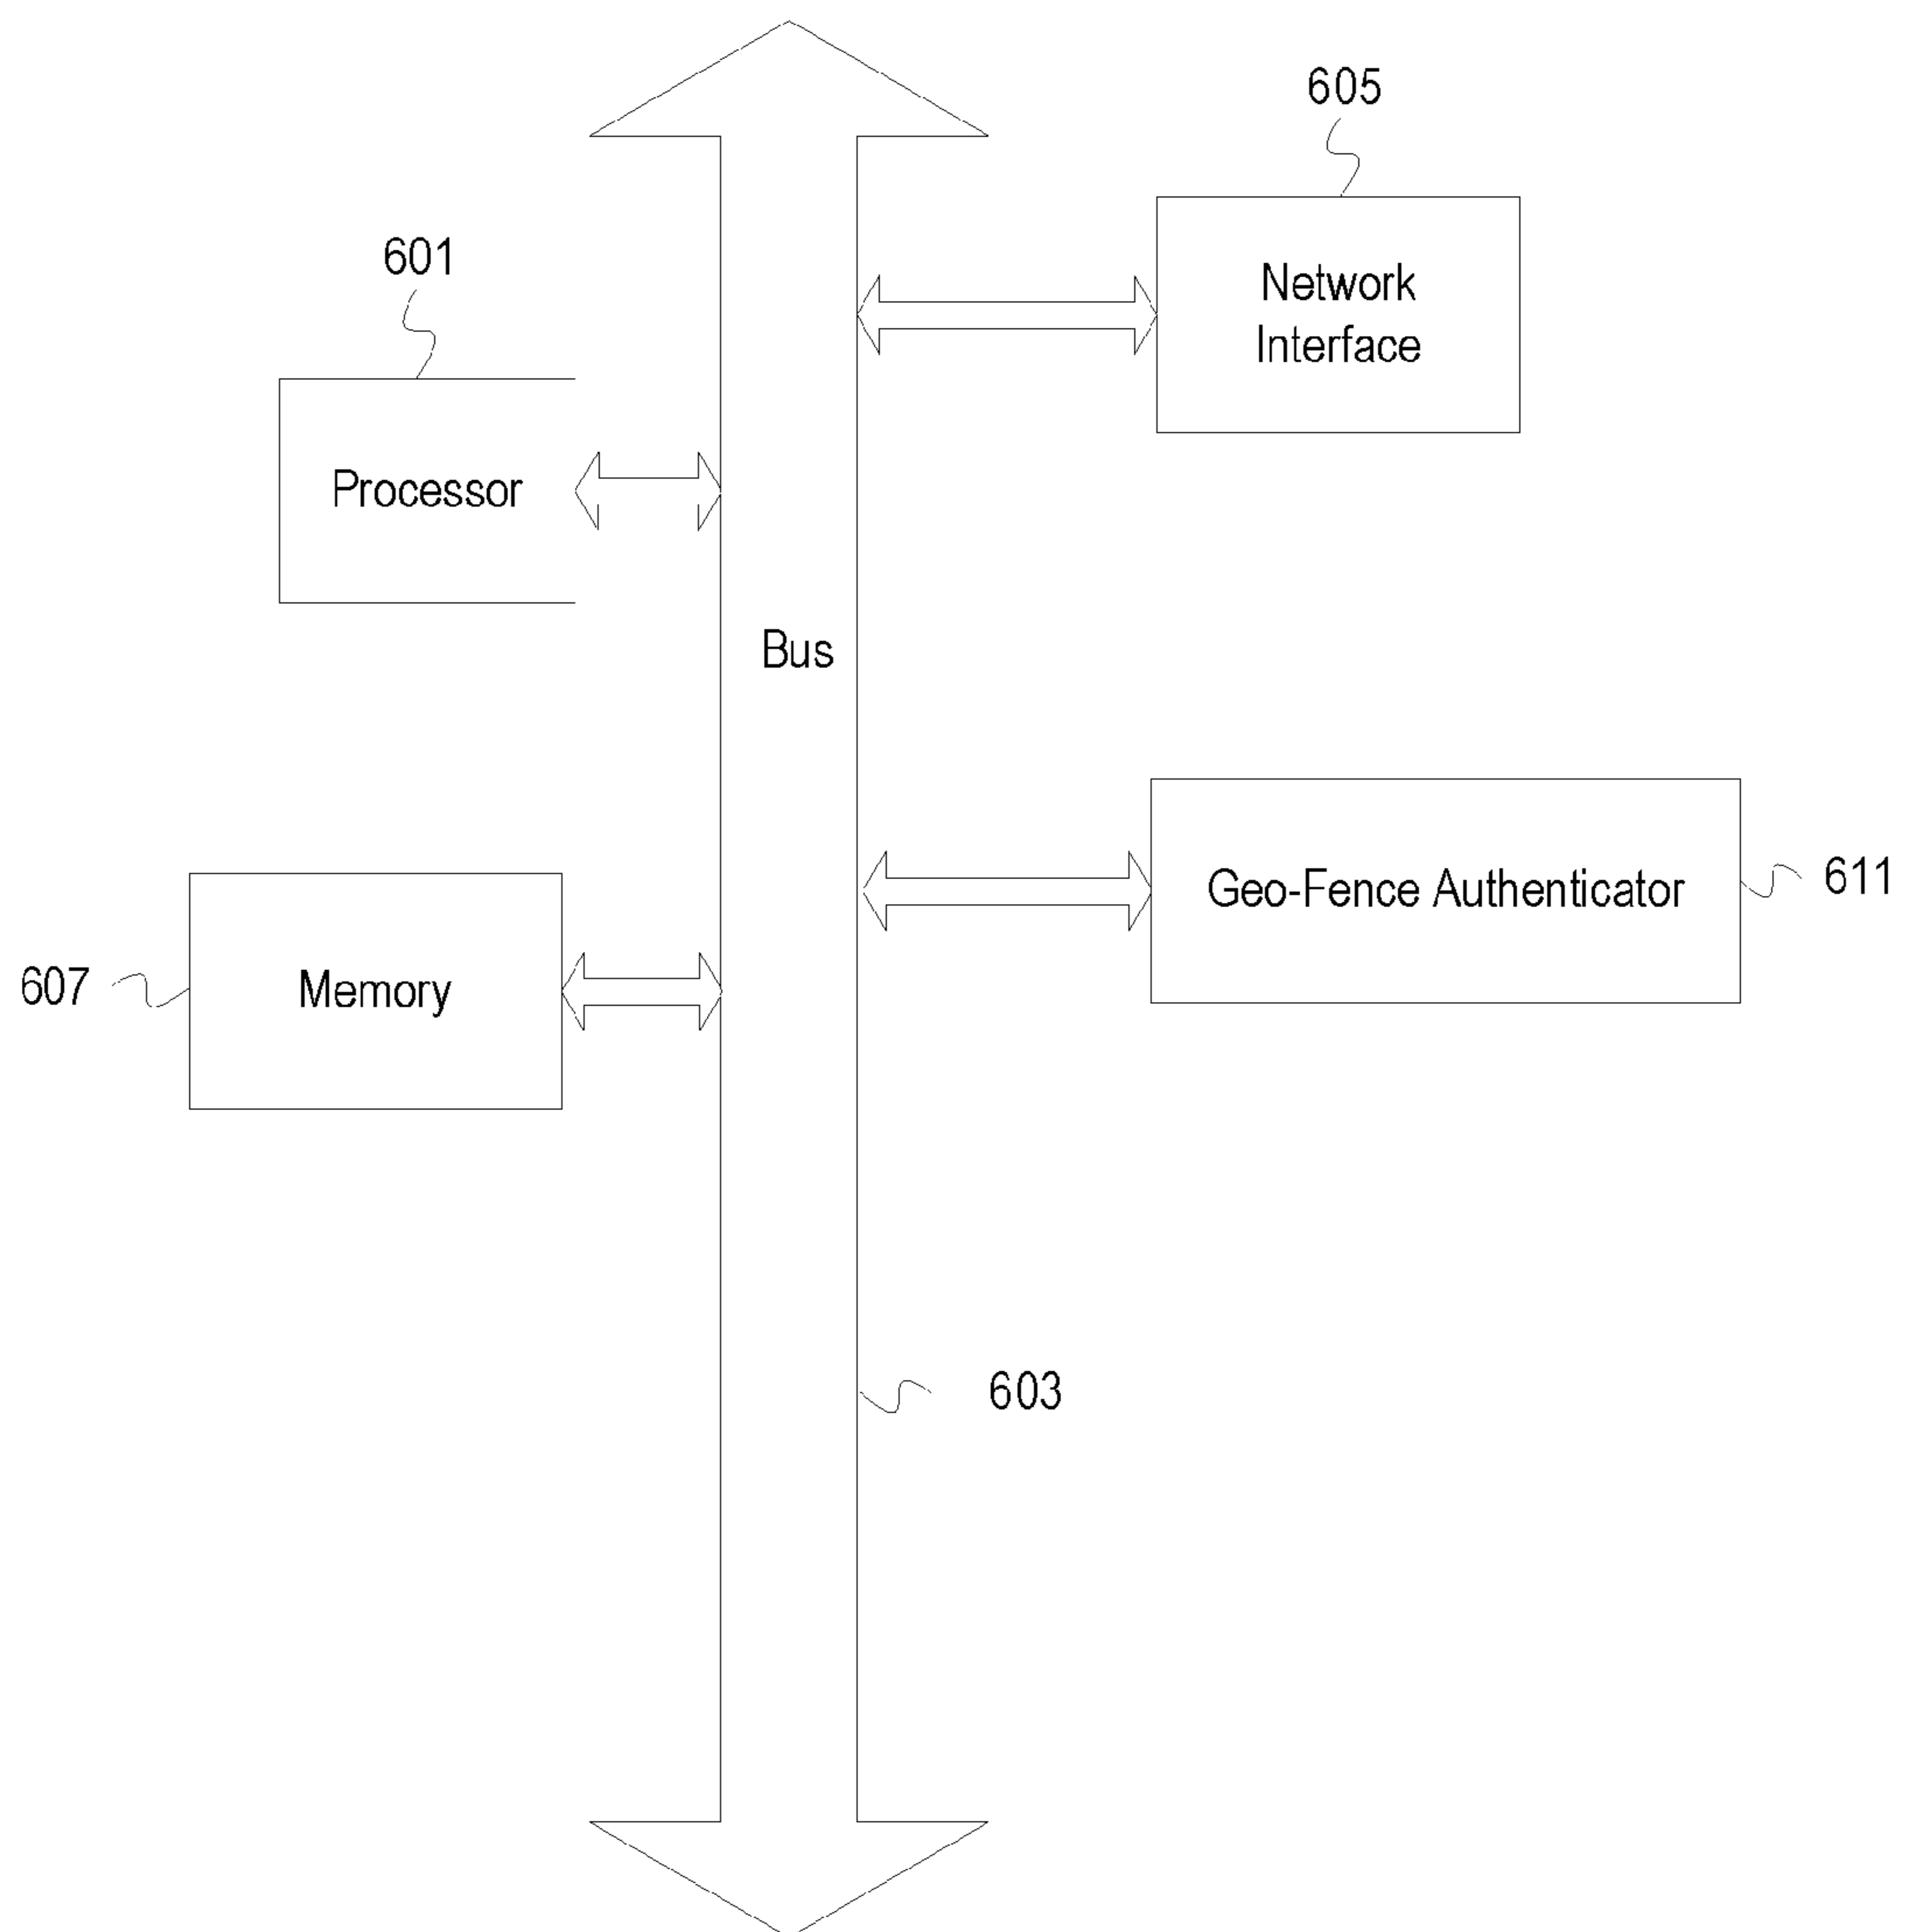 605
601
Network
Interface
Processor
Bus
Geo-Fence Authenticator
611
607
Memory
603